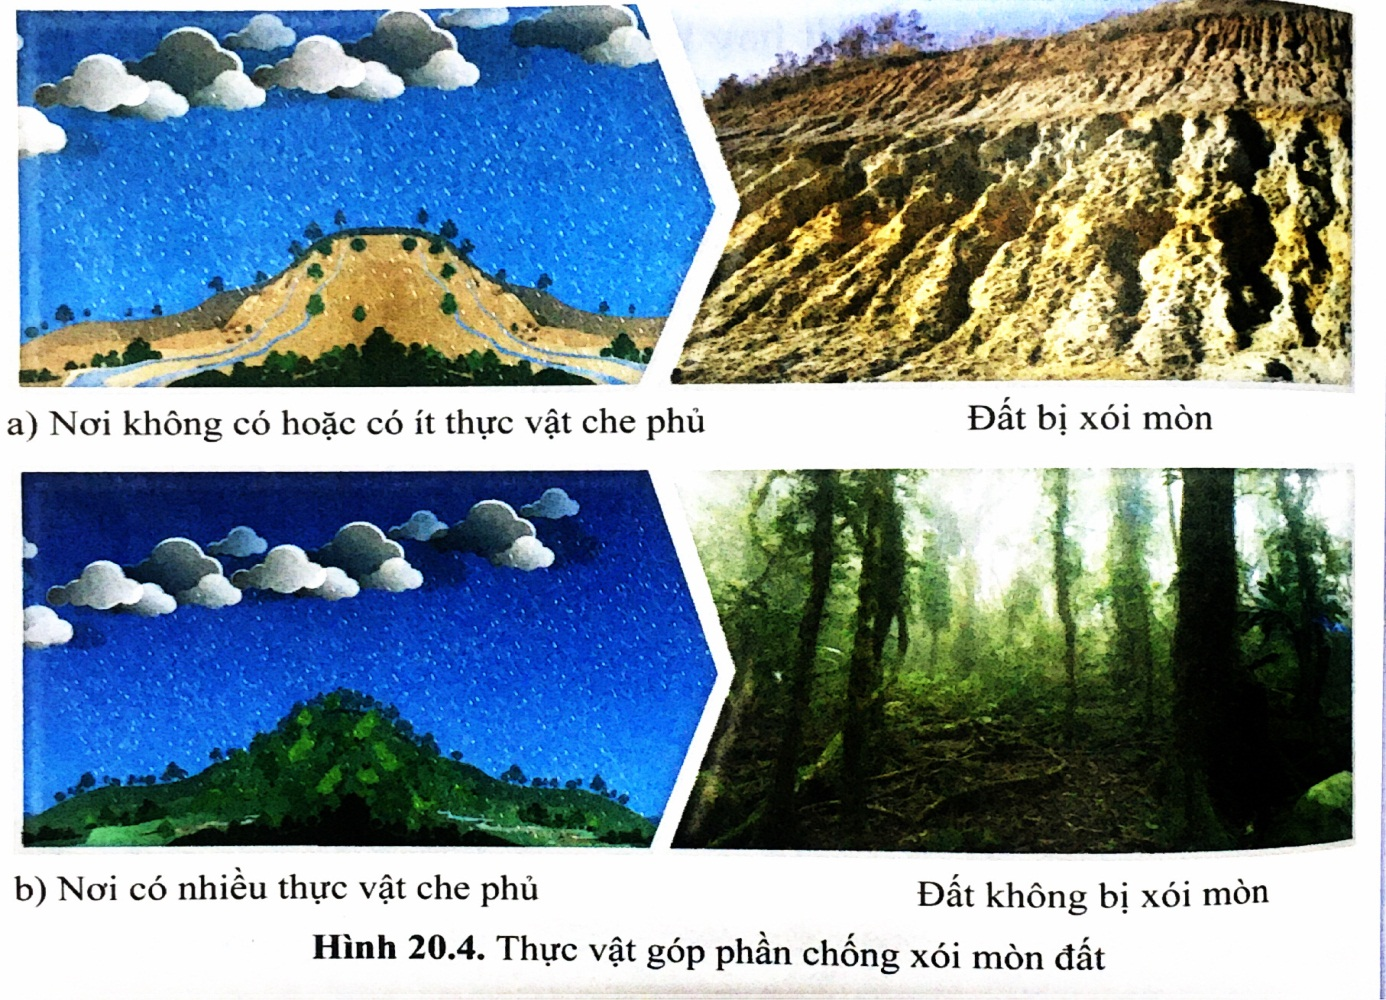 a) Nơi không có hoặc có ít thực vật che phủ
Đất bị xói mòn
b) Nơi có nhiều thực vật che phủ
Đất không bị xói mòn
Hình 20.4. Thực vật góp phần chống xói mòn đất